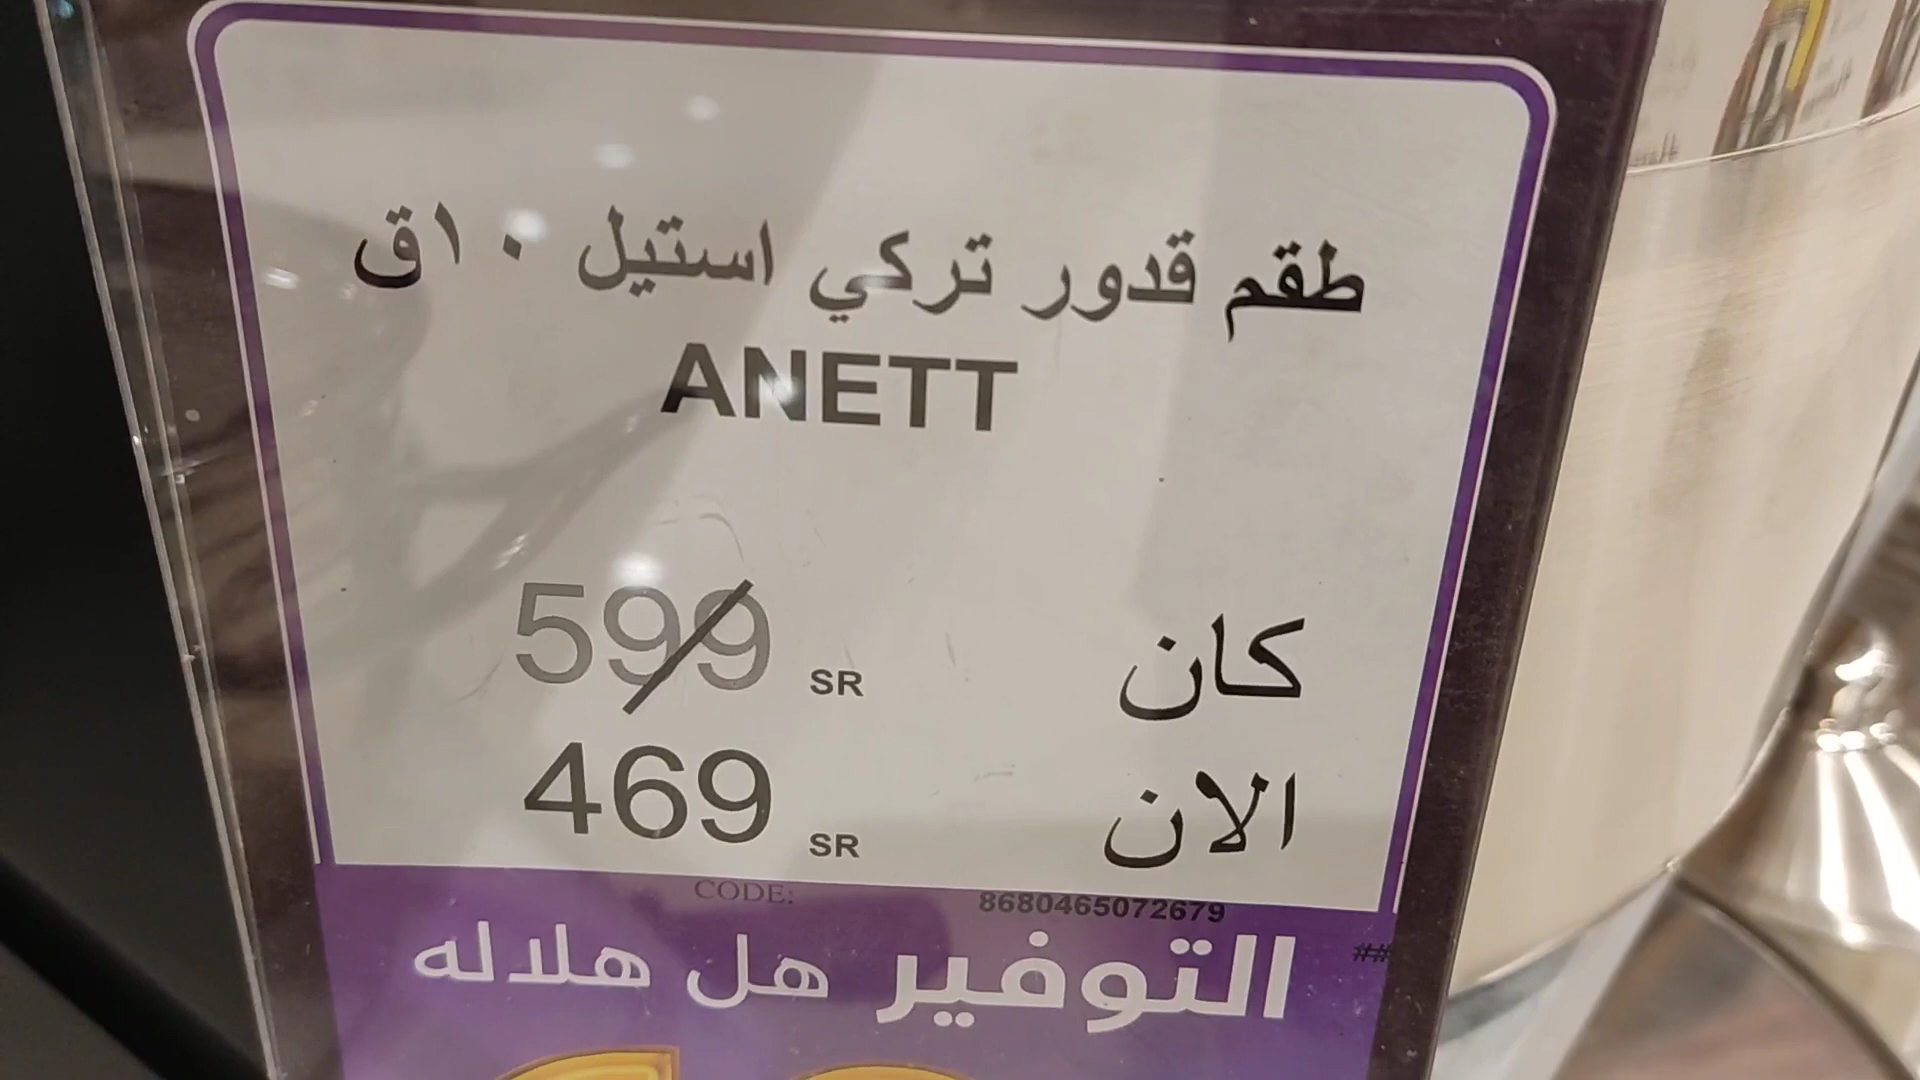 طقم قدور تركي استيل ١٠ق
ANETT
كان 599 SR
الان 469 SR
CODE: 8680465072679
##
التوفير هل هلاله